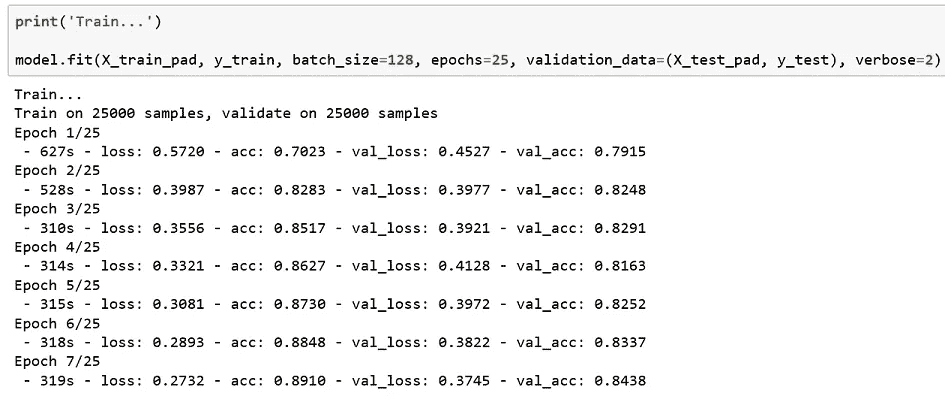 print('Train...')
model.fit(X_train_pad, y_train, batch_size=128, epochs=25, validation_data=(X_test_pad, y_test), verbose=2)
Train...
Train on 25000 samples, validate on 25000 samples
Epoch 1/25
 - 627s - loss: 0.5720 - acc: 0.7023 - val_loss: 0.4527 - val_acc: 0.7915
Epoch 2/25
 - 528s - loss: 0.3987 - acc: 0.8283 - val_loss: 0.3977 - val_acc: 0.8248
Epoch 3/25
 - 310s - loss: 0.3556 - acc: 0.8517 - val_loss: 0.3921 - val_acc: 0.8291
Epoch 4/25
 - 314s - loss: 0.3321 - acc: 0.8627 - val_loss: 0.4128 - val_acc: 0.8163
Epoch 5/25
 - 315s - loss: 0.3081 - acc: 0.8730 - val_loss: 0.3972 - val_acc: 0.8252
Epoch 6/25
 - 318s - loss: 0.2893 - acc: 0.8848 - val_loss: 0.3822 - val_acc: 0.8337
Epoch 7/25
 - 319s - loss: 0.2732 - acc: 0.8910 - val_loss: 0.3745 - val_acc: 0.8438